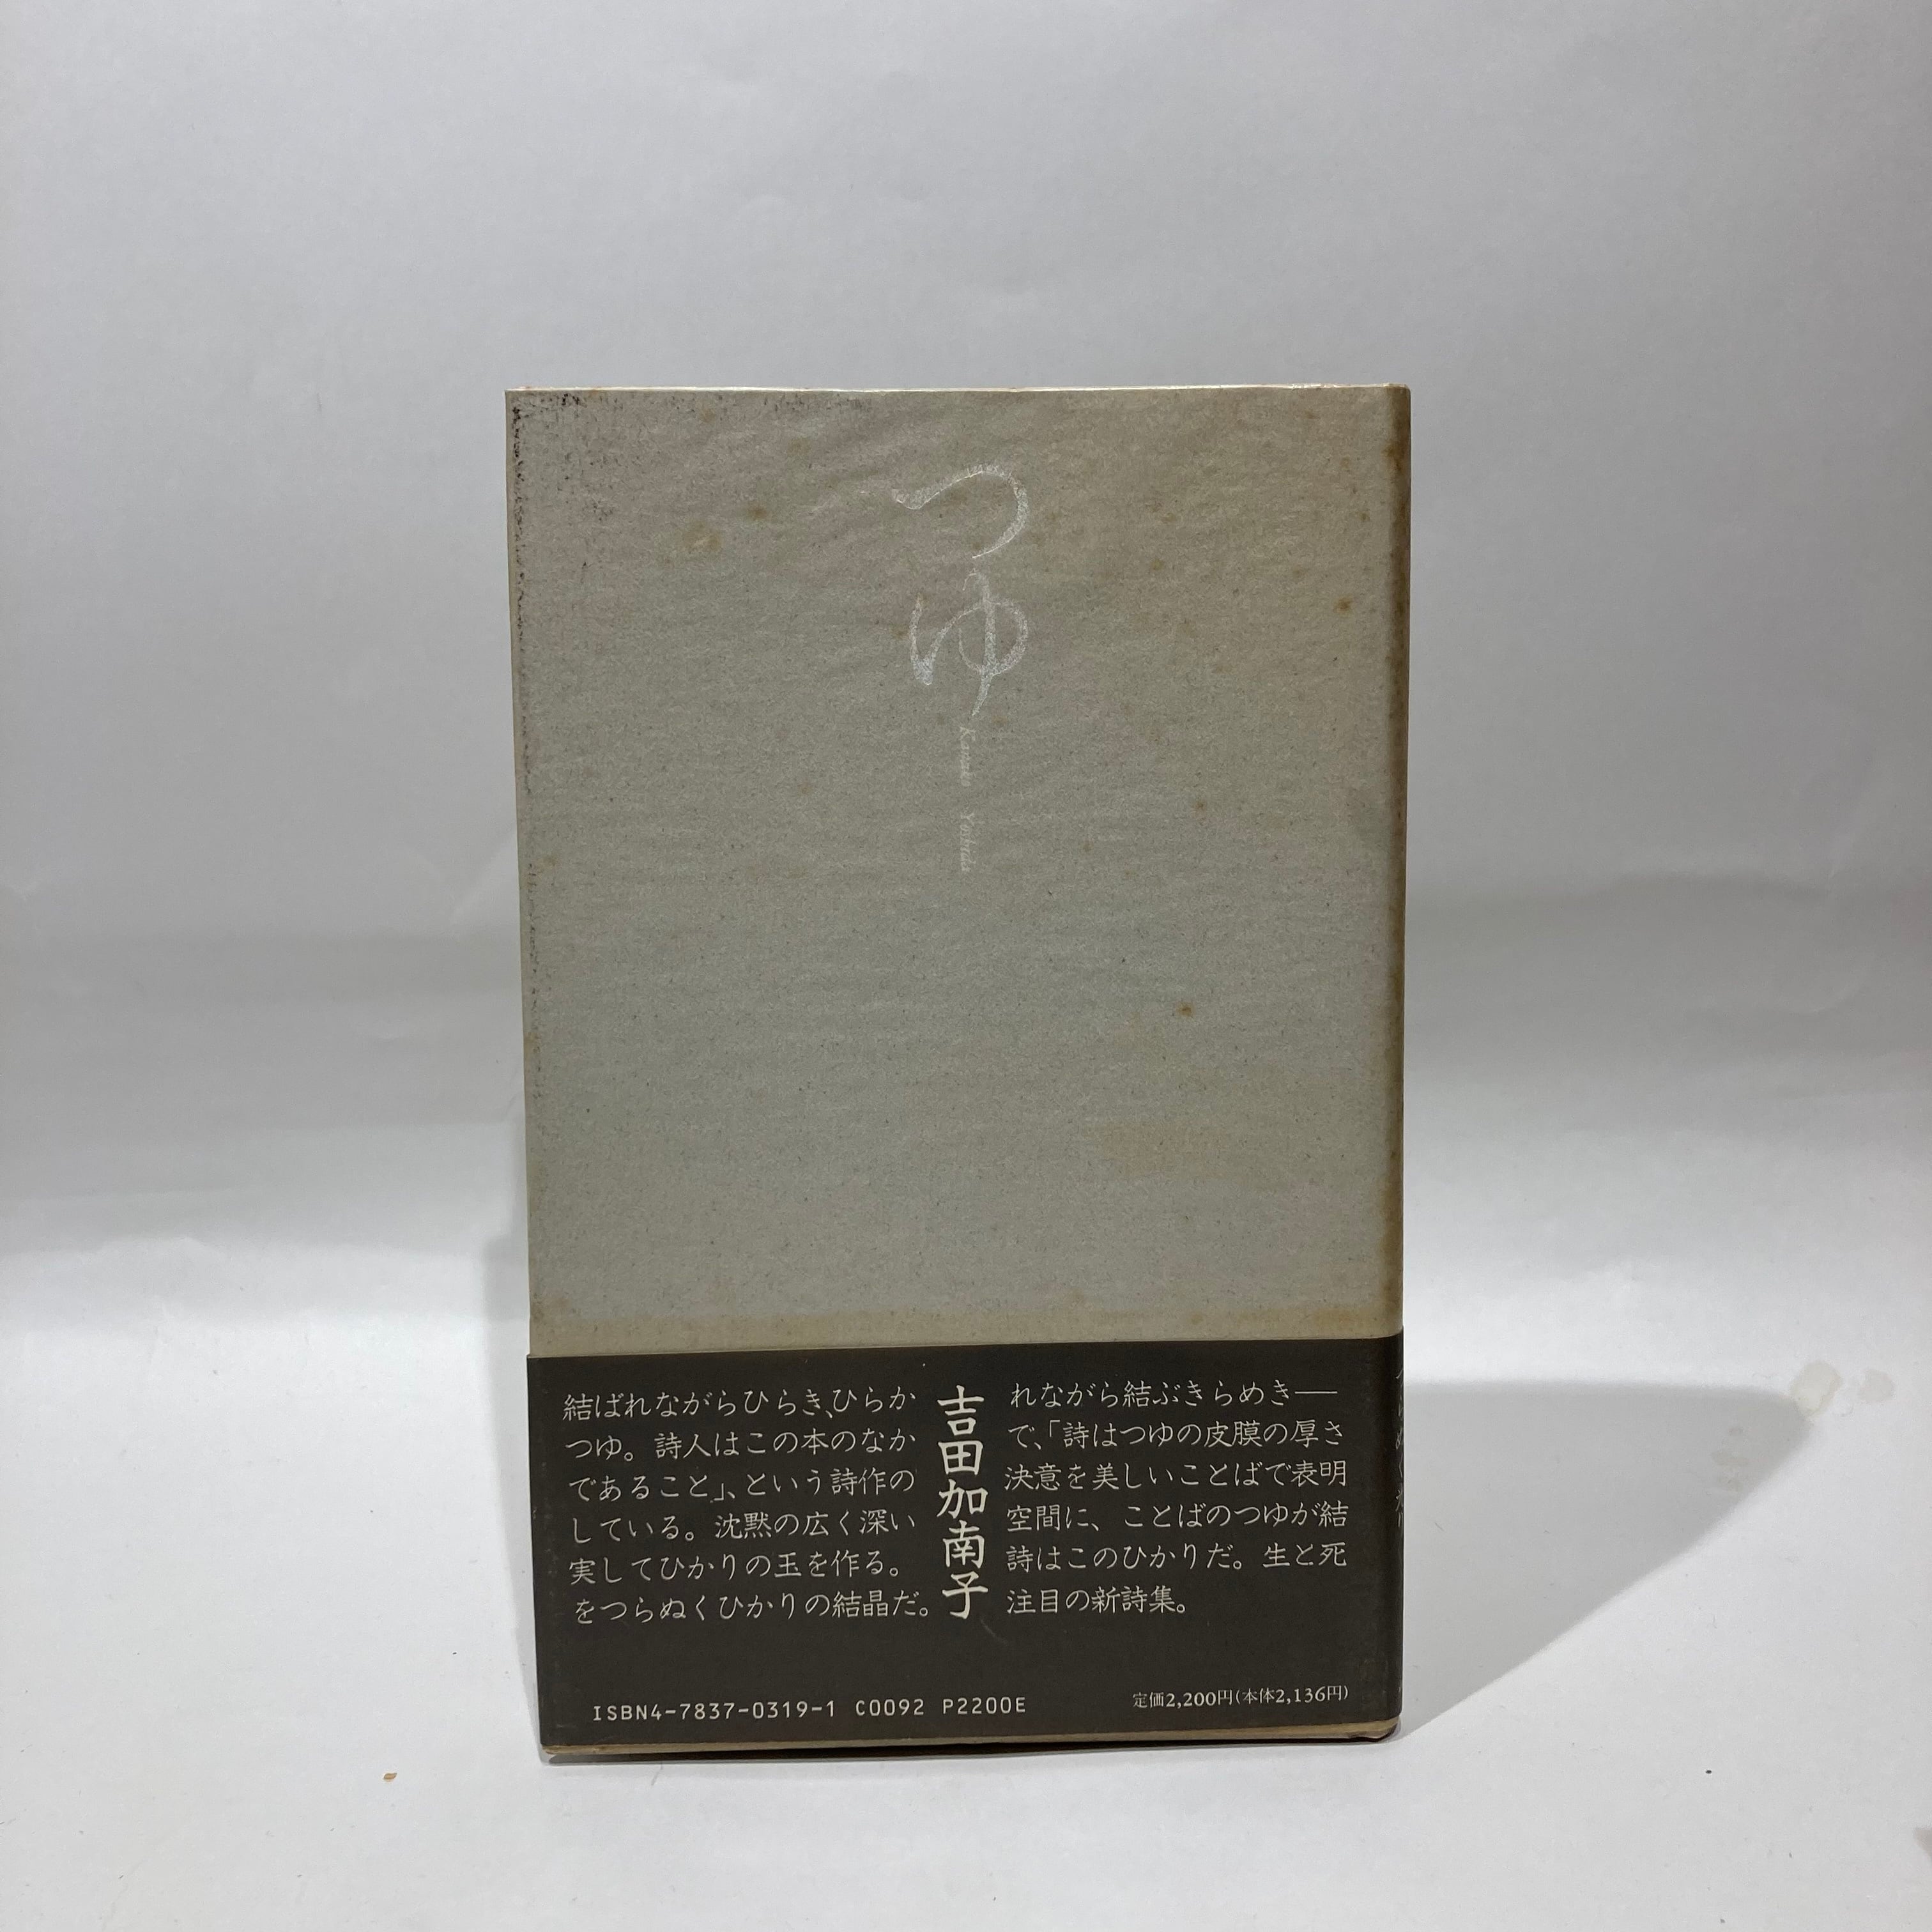 つゆ
Kanako Yoshida
吉田加南子
結ばれながらひらき、ひらかれながら結ぶきらめき——
つゆ。詩人はこの本のなかで、「詩はつゆの皮膜の厚さ
であること」、という詩作の決意を美しいことばで表明
している。沈黙の広く深い空間に、ことばのつゆが結
実してひかりの玉を作る。詩はこのひかりだ。生と死
をつらぬくひかりの結晶だ。注目の新詩集。
ISBN4-7837-0319-1 C0092 P2200E
定価2,200円(本体2,136円)